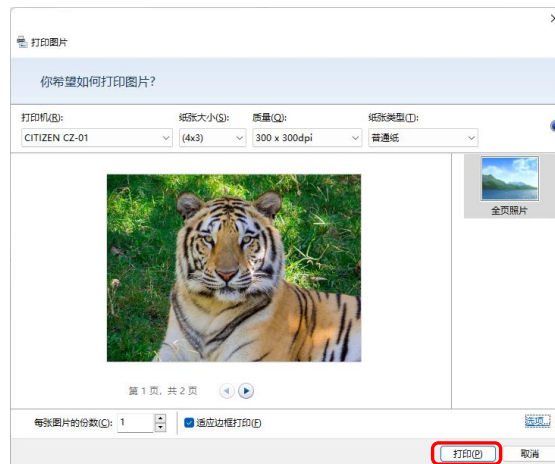 打印图片
你希望如何打印图片?
打印机(R): 纸张大小(S): 质量(Q): 纸张类型(T):
CITIZEN CZ-01 (4x3) 300 x 300dpi 普通纸
全页照片
第 1 页，共 2 页
每张图片的份数(C): 1 适应边框打印(F) 选项...
打印(P) 取消